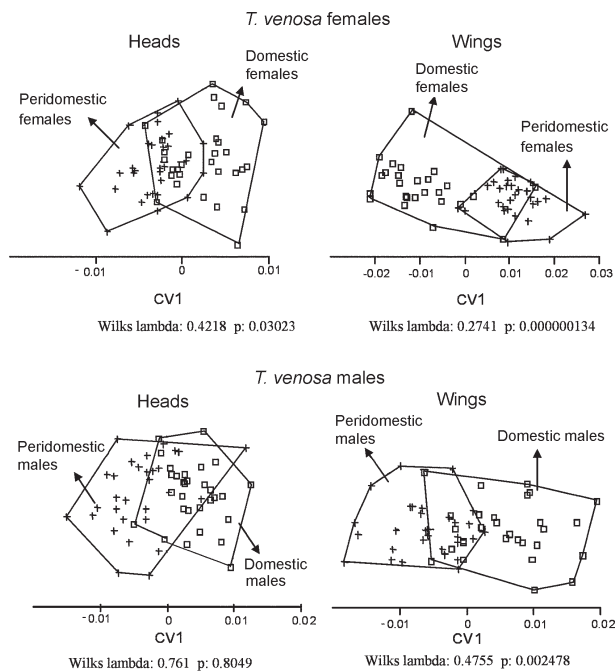 T. venosa females
Heads
Wings
Domestic females
Peridomestic females
Domestic females
Peridomestic females
-0.01 0 0.01
CV1
Wilks lambda: 0.4218 p: 0.03023
-0.02 -0.01 0 0.01 0.02 0.03
CV1
Wilks lambda: 0.2741 p: 0.000000134
T. venosa males
Heads
Wings
Peridomestic males
Domestic males
Peridomestic males
Domestic males
-0.01 0 0.01 0.02
CV1
Wilks lambda: 0.761 p: 0.8049
-0.01 0 0.01 0.02
CV1
Wilks lambda: 0.4755 p: 0.002478